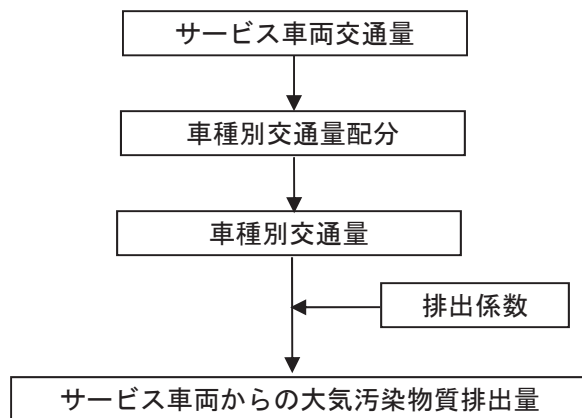 サービス車両交通量
車種別交通量配分
車種別交通量
排出係数
サービス車両からの大気汚染物質排出量